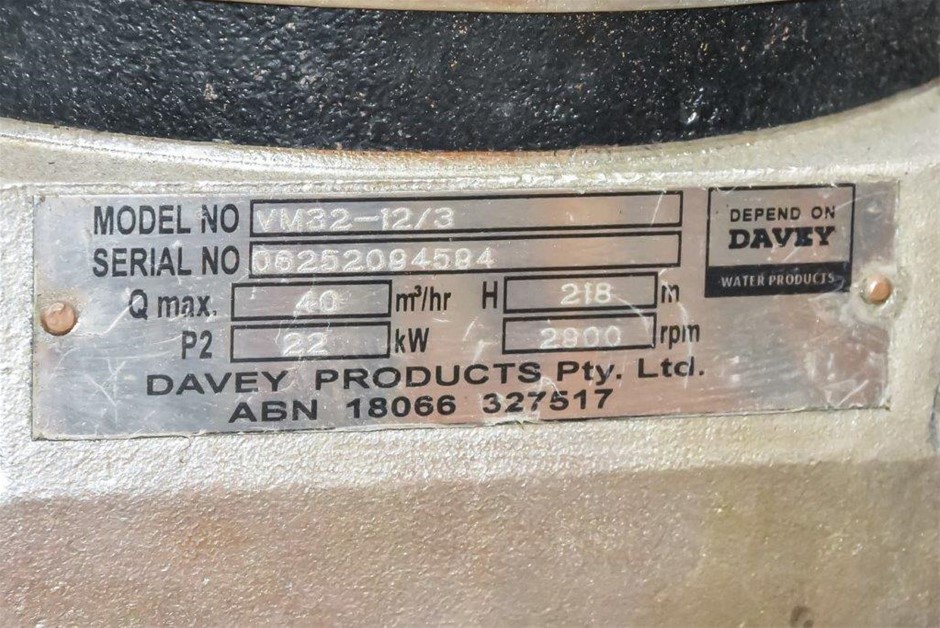 MODEL NO VM32-12/3
SERIAL NO 06252094594
Q max. 40 m³/hr H 218 m
P2 22 kW 2900 rpm
DAVEY PRODUCTS Pty. Ltd.
ABN 18066 327517
DEPEND ON
DAVEY
WATER PRODUCTS